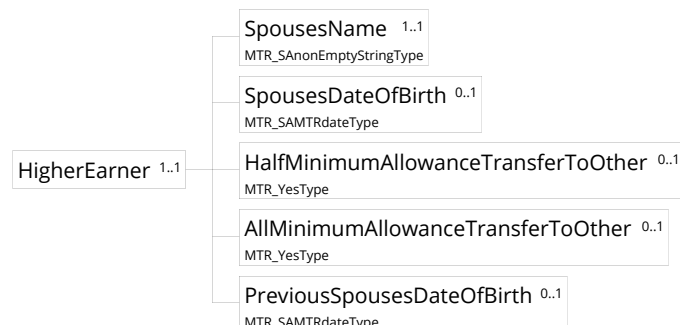 SpousesName 1..1
MTR_SAnonEmptyStringType
SpousesDateOfBirth 0..1
MTR_SAMTRdateType
HigherEarner 1..1
HalfMinimumAllowanceTransferToOther 0..1
MTR_YesType
AllMinimumAllowanceTransferToOther 0..1
MTR_YesType
PreviousSpousesDateOfBirth 0..1
MTR_SAMTRdateType